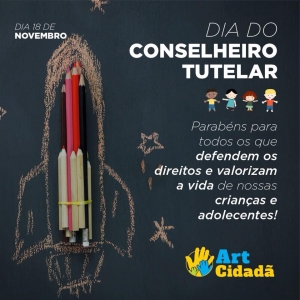 DIA 18 DE
NOVEMBRO
DIA DO
CONSELHEIRO
TUTELAR
Parabéns para
todos os que
defendem os
direitos e valorizam
a vida de nossas
crianças e
adolecentes!
Art
Cidadã